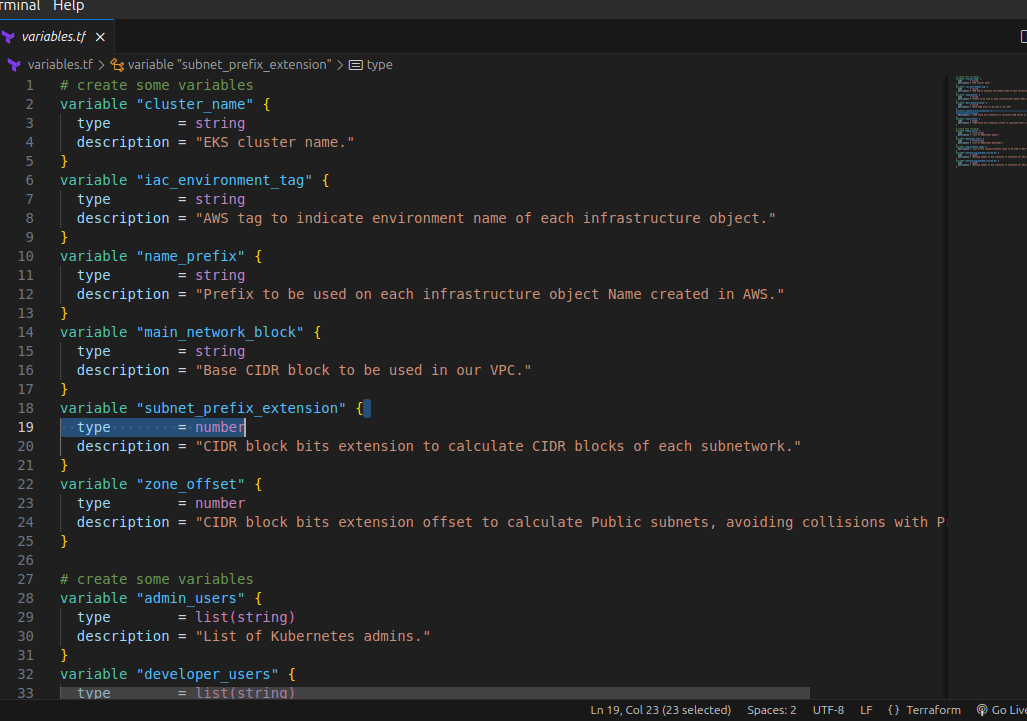 rminal Help
variables.tf ×
variables.tf > variable "subnet_prefix_extension" > type
1 # create some variables
2 variable "cluster_name" {
3 type = string
4 description = "EKS cluster name."
5 }
6 variable "iac_environment_tag" {
7 type = string
8 description = "AWS tag to indicate environment name of each infrastructure object."
9 }
10 variable "name_prefix" {
11 type = string
12 description = "Prefix to be used on each infrastructure object Name created in AWS."
13 }
14 variable "main_network_block" {
15 type = string
16 description = "Base CIDR block to be used in our VPC."
17 }
18 variable "subnet_prefix_extension" {
19 type = number
20 description = "CIDR block bits extension to calculate CIDR blocks of each subnetwork."
21 }
22 variable "zone_offset" {
23 type = number
24 description = "CIDR block bits extension offset to calculate Public subnets, avoiding collisions with P
25 }
26
27 # create some variables
28 variable "admin_users" {
29 type = list(string)
30 description = "List of Kubernetes admins."
31 }
32 variable "developer_users" {
33 type = list(string)
Ln 19, Col 23 (23 selected) Spaces: 2 UTF-8 LF {} Terraform Go Live